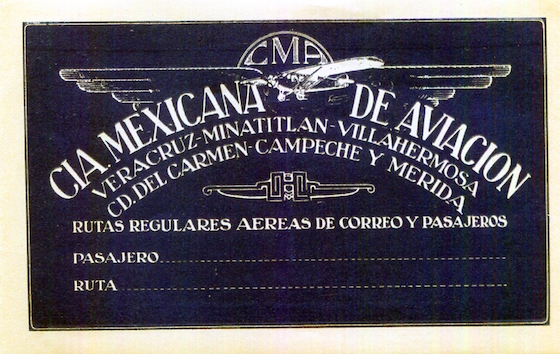 CMA
CIA. MEXICANA DE AVIACION
VERACRUZ-MINATITLAN-VILLAHERMOSA
CD. DEL CARMEN-CAMPECHE Y MERIDA
RUTAS REGULARES AEREAS DE CORREO Y PASAJEROS
PASAJERO
RUTA